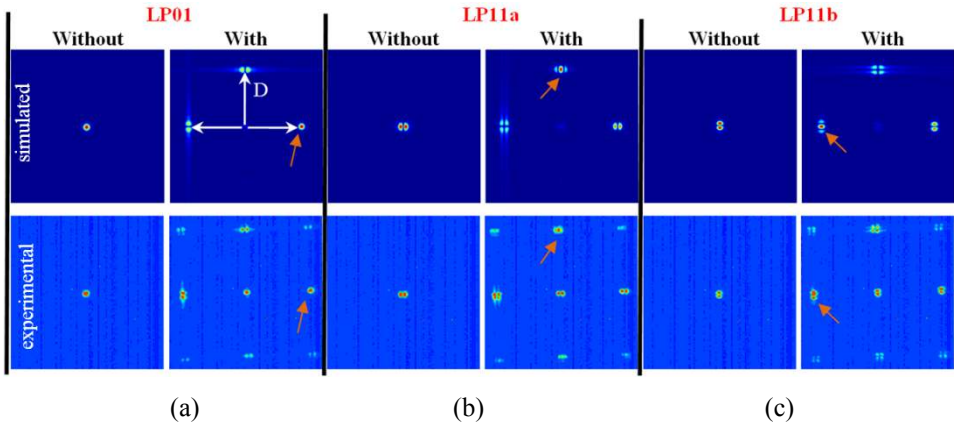 LP01 LP11a LP11b
Without With Without With Without With
simulated
D
experimental
(a) (b) (c)